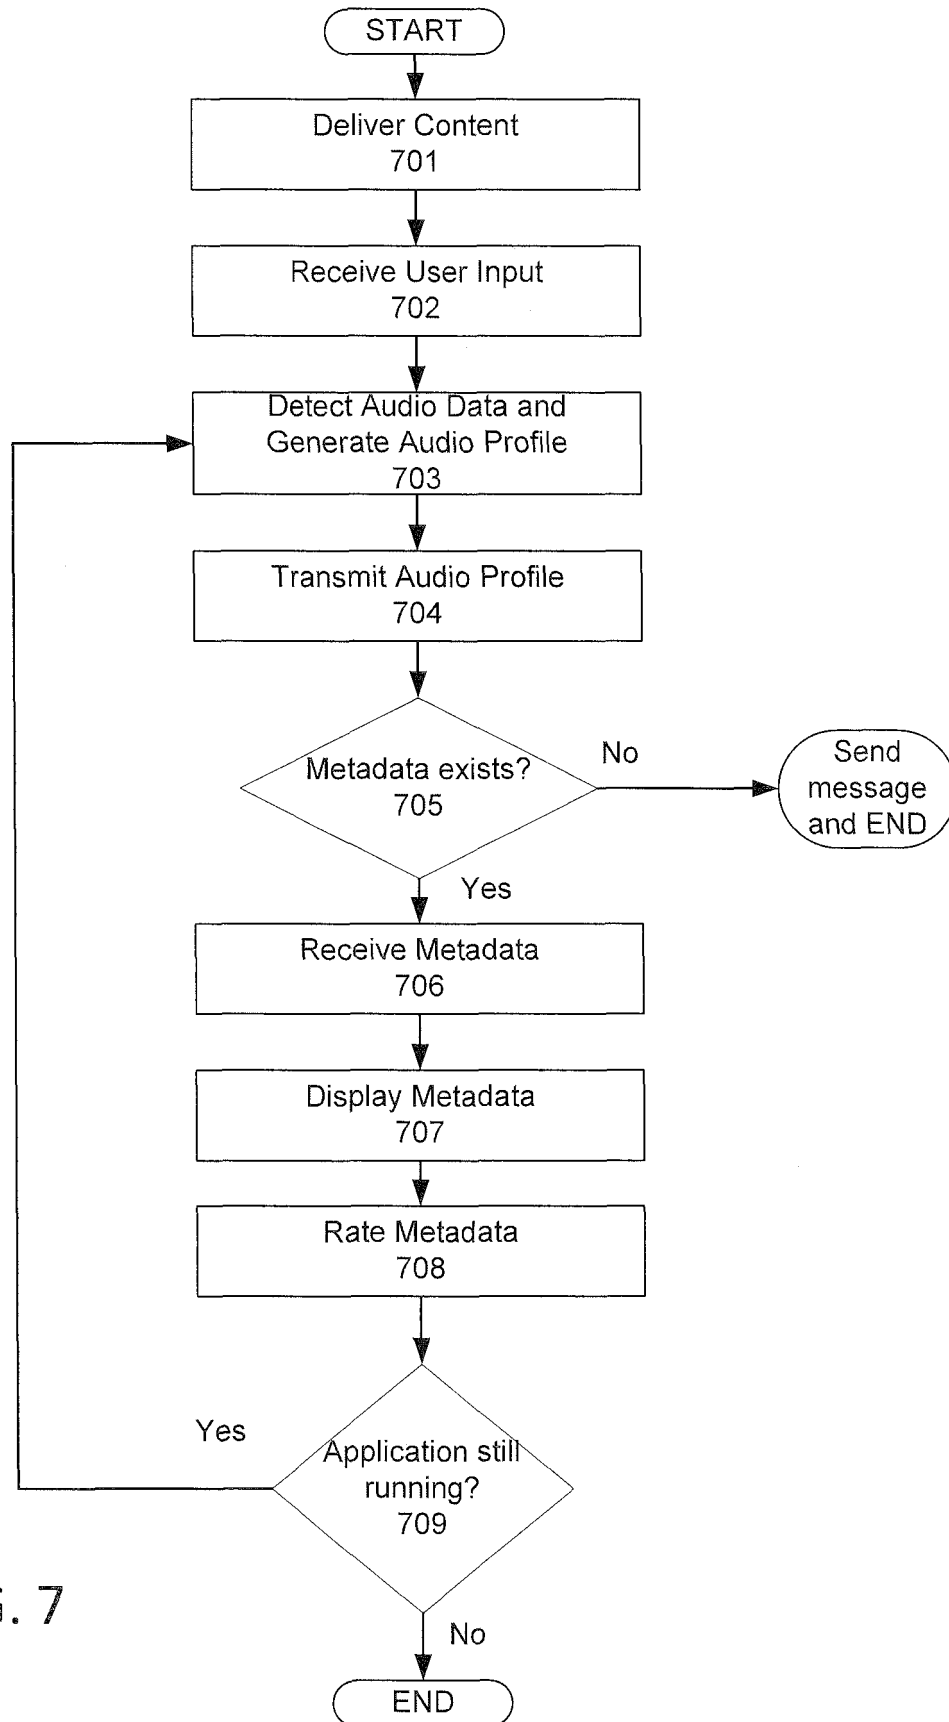 START
Deliver Content
701
Receive User Input
702
Detect Audio Data and
Generate Audio Profile
703
Transmit Audio Profile
704
Metadata exists?
705
No
Send
message
and END
Yes
Receive Metadata
706
Display Metadata
707
Rate Metadata
708
Yes
Application still
running?
709
. 7
No
END